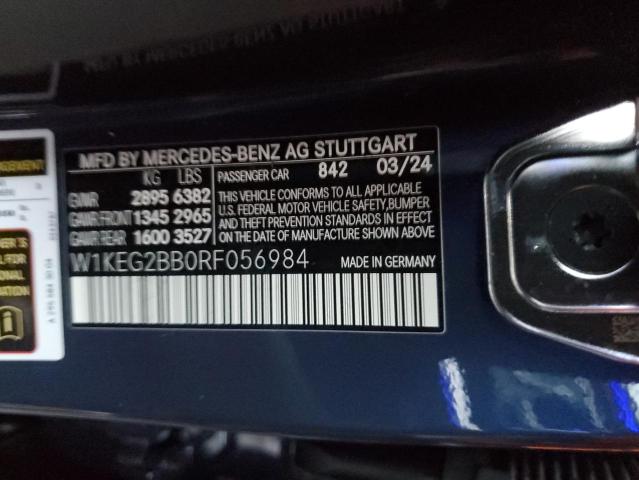 MFD BY MERCEDES-BENZ AG STUTTGART
KG LBS PASSENGER CAR 842 03/24
GVWR 2895 6382
GAWR FRONT 1345 2965
GAWR REAR 1600 3527
THIS VEHICLE CONFORMS TO ALL APPLICABLE
U.S. FEDERAL MOTOR VEHICLE SAFETY, BUMPER
AND THEFT PREVENTION STANDARDS IN EFFECT
ON THE DATE OF MANUFACTURE SHOWN ABOVE
W1KEG2BB0RF056984 MADE IN GERMANY